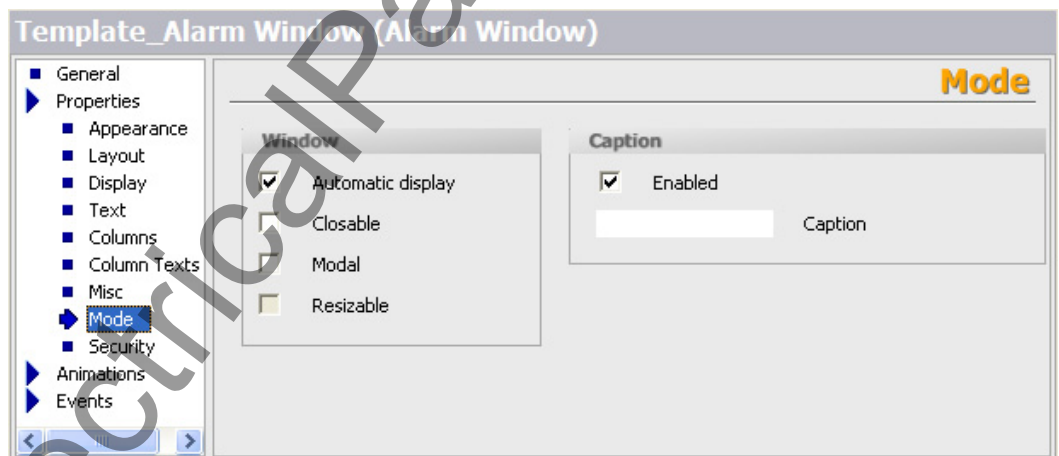 Template_Alarm Window (Alarm Window)
General
Properties
Appearance
Layout
Display
Text
Columns
Column Texts
Misc
Mode
Security
Animations
Events
Mode
Window
Automatic display
Closable
Modal
Resizable
Caption
Enabled
Caption